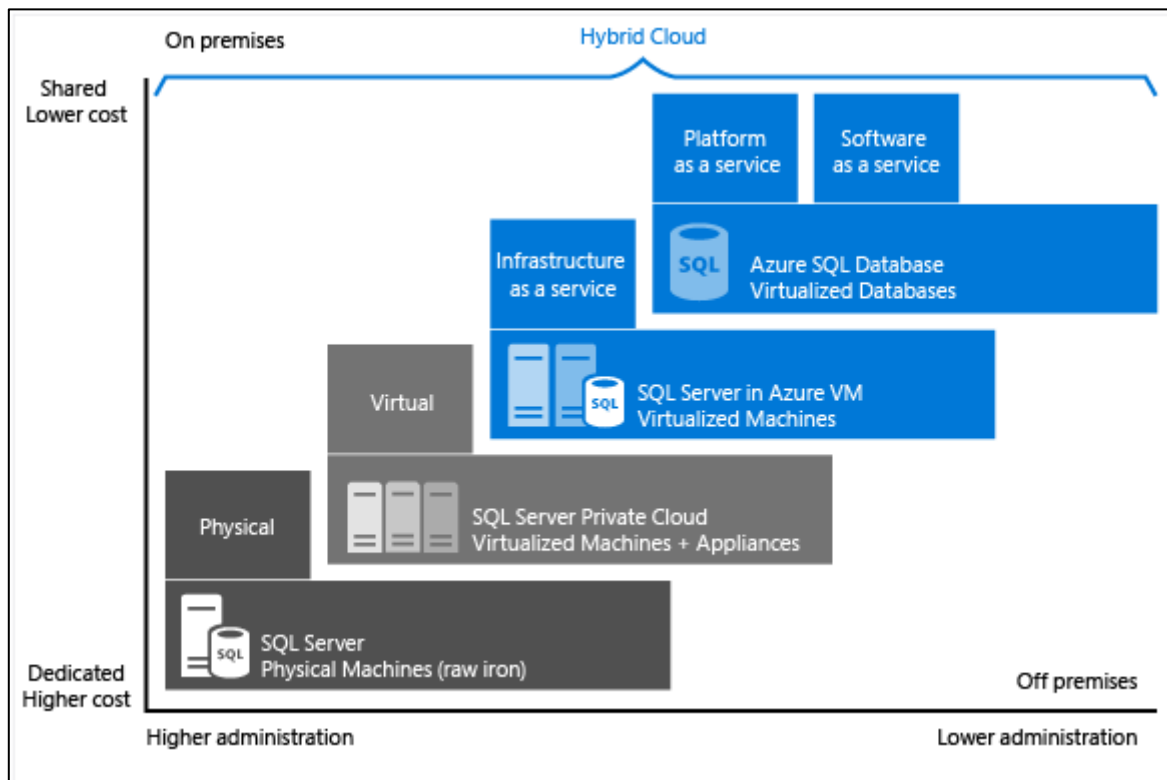 On premises
Hybrid Cloud
Shared
Lower cost
Platform
as a service
Software
as a service
SQL
Azure SQL Database
Virtualized Databases
Infrastructure
as a service
SQL
SQL Server in Azure VM
Virtualized Machines
Virtual
SQL Server Private Cloud
Virtualized Machines + Appliances
Physical
SQL
SQL Server
Physical Machines (raw iron)
Dedicated
Higher cost
Off premises
Higher administration
Lower administration